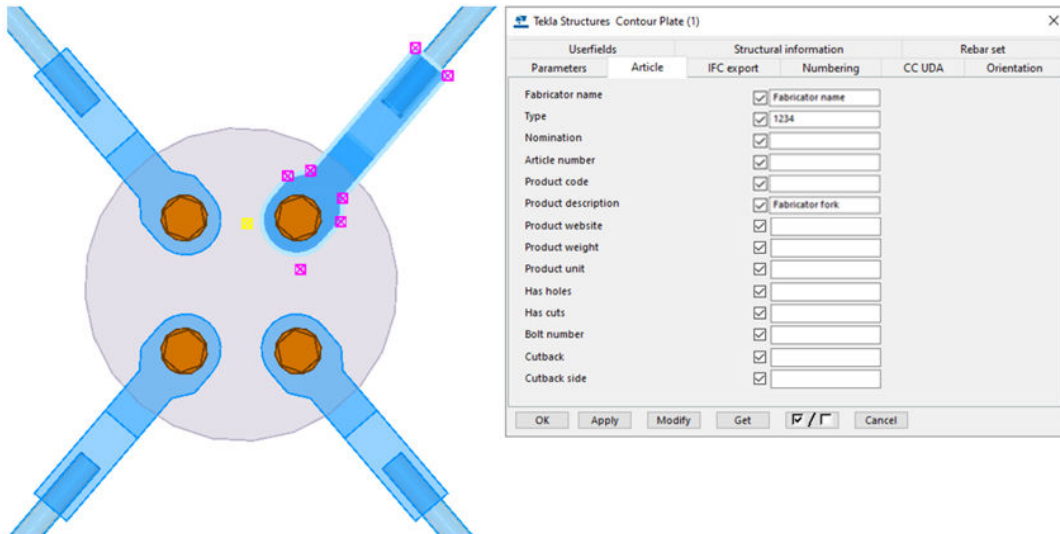 Tekla Structures Contour Plate (1)
Userfields Structural information Rebar set
Parameters Article IFC export Numbering CC UDA Orientation
Fabricator name Fabricator name
Type 1234
Nomination
Article number
Product code
Product description Fabricator fork
Product website
Product weight
Product unit
Has holes
Has cuts
Bolt number
Cutback
Cutback side
OK Apply Modify Get / Cancel